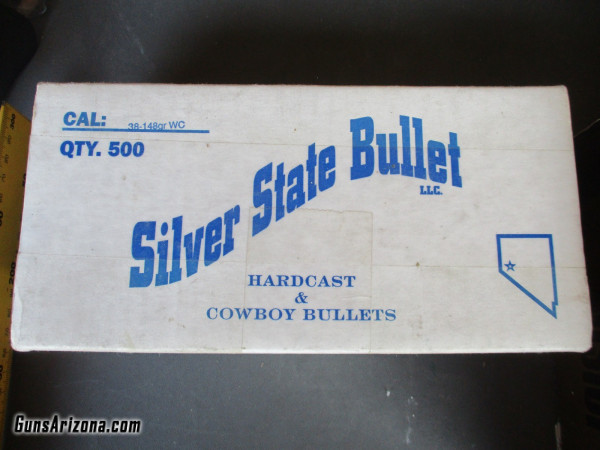 CAL: 38-148gr WC
QTY. 500
Silver State Bullet
LLC.
HARDCAST
&
COWBOY BULLETS
GunsArizona.com